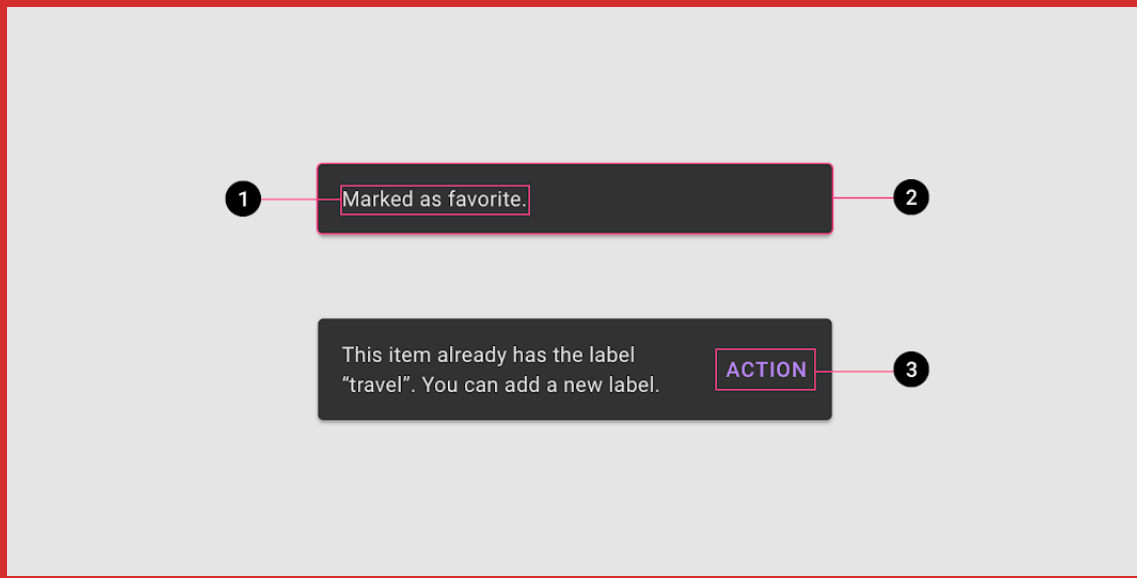 1
Marked as favorite.
2
This item already has the label
“travel”. You can add a new label.
ACTION
3